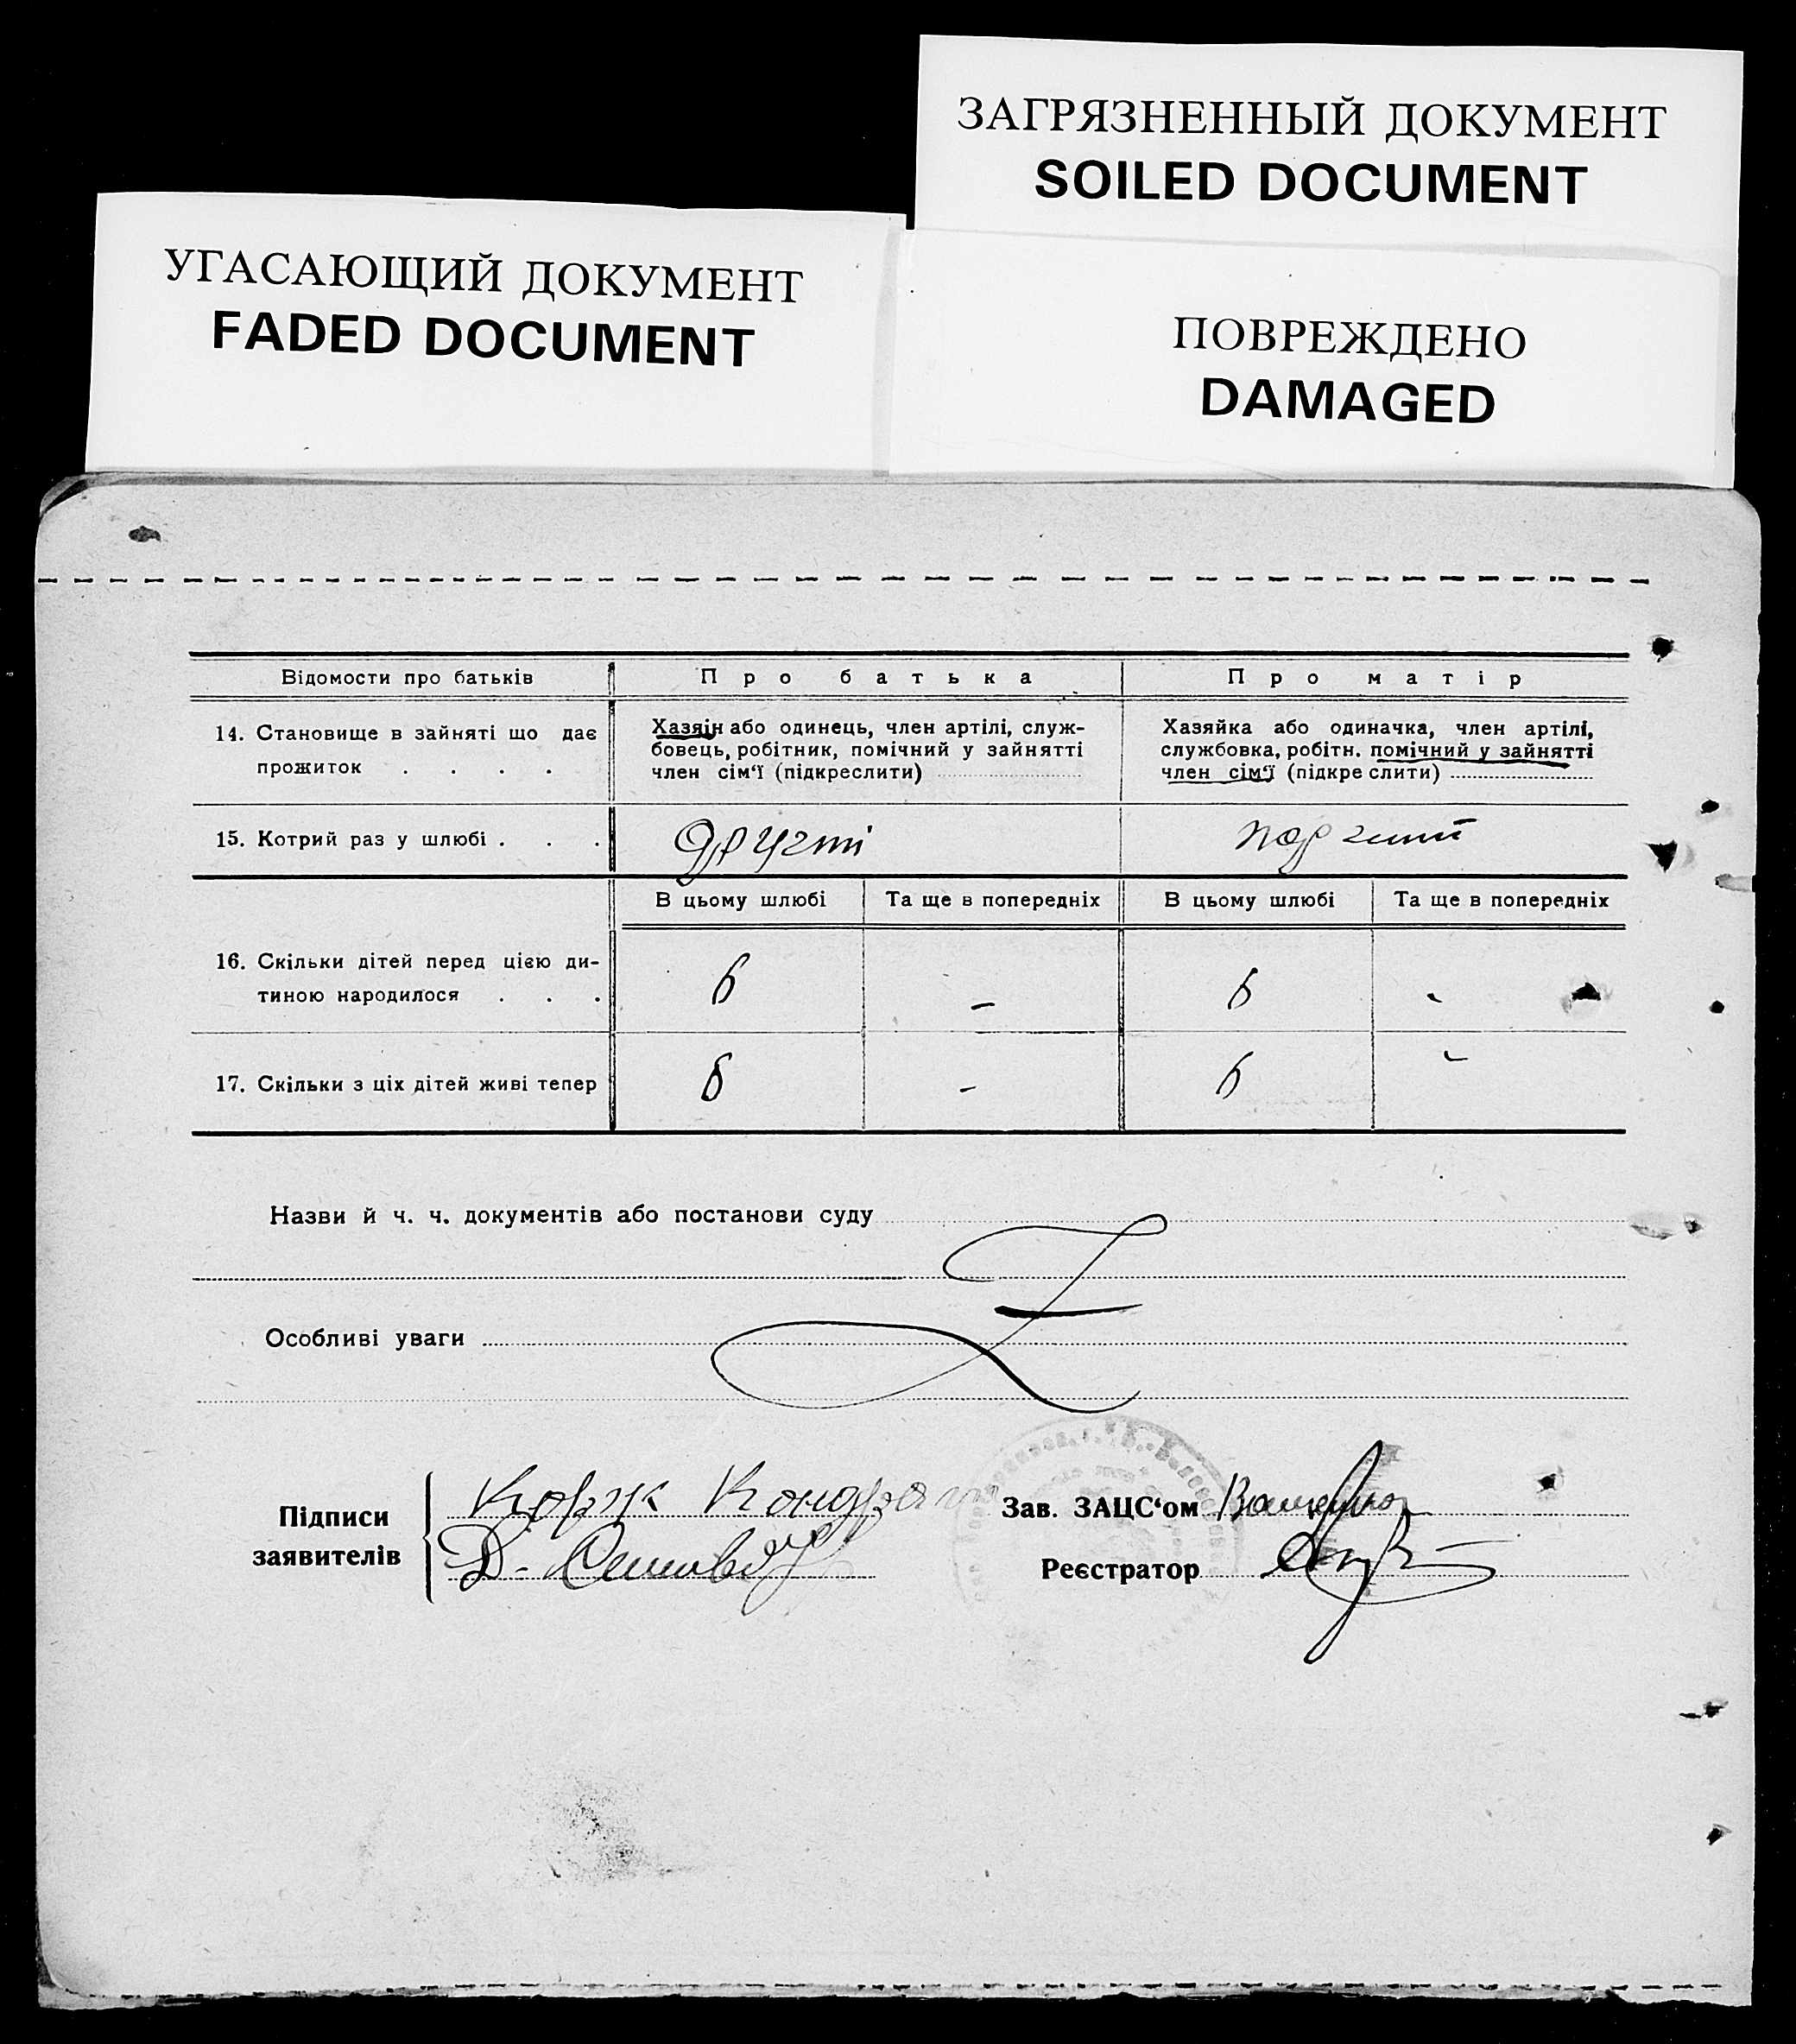 ЗАГРЯЗНЕННЫЙ ДОКУМЕНТ
SOILED DOCUMENT
УГАСАЮЩИЙ ДОКУМЕНТ
FADED DOCUMENT
ПОВРЕЖДЕНО
DAMAGED
Відомости про батьків Про батька Про матір
14. Становище в зайняті що дає прожиток . . . .
Хазяїн або одинець, член артілі, служ-
бовець, робітник, помічний у зайнятті
член сім'ї (підкреслити)
Хазяйка або одиначка, член артілі,
службовка, робітн. помічний у зайнятті
член сім'ї (підкреслити)
15. Котрий раз у шлюбі . . . другий
В цьому шлюбі Та ще в попередніх В цьому шлюбі Та ще в попередніх
16. Скільки дітей перед цією ди-
тиною народилося . . . 6 - 6 -
17. Скільки з ціх дітей живі тепер 6 - 6 -
Назви й ч. ч. документів або постанови суду
Особливі уваги
Підписи
заявителів
Корж Кондрат
Зав. ЗАЦС'ом
Реєстратор